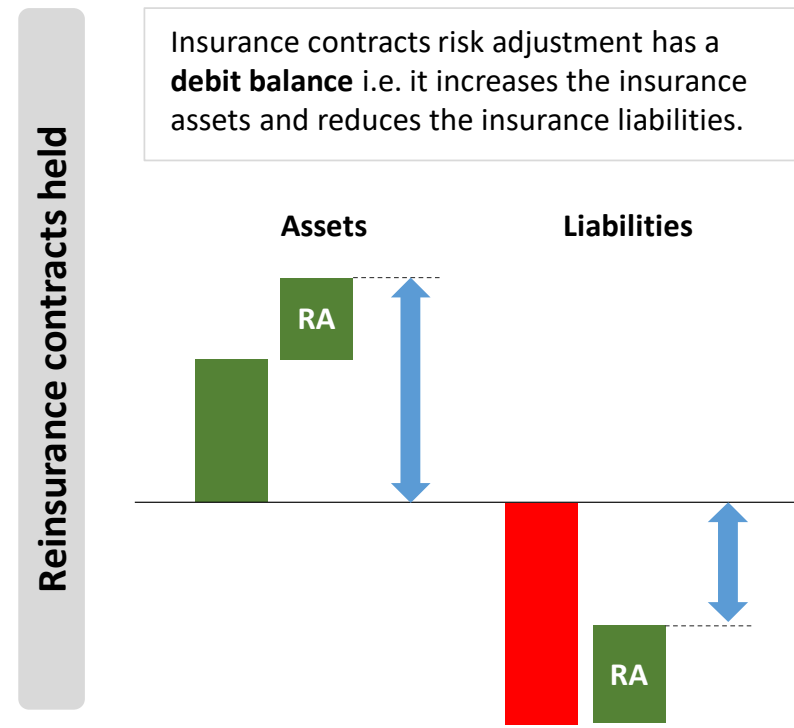 Reinsurance contracts held
Insurance contracts risk adjustment has a
debit balance i.e. it increases the insurance
assets and reduces the insurance liabilities.
Assets
Liabilities
RA
RA